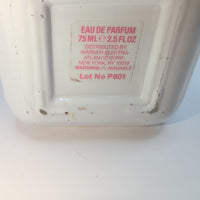 EAU DE PARFUM
75 ML ℮ 2.5 FL OZ
DISTRIBUTED BY:
WARNER-ELEKTRA-
ATLANTIC CORP.
NEW YORK, NY 10019
WARNING: FLAMMABLE
Lot No P601